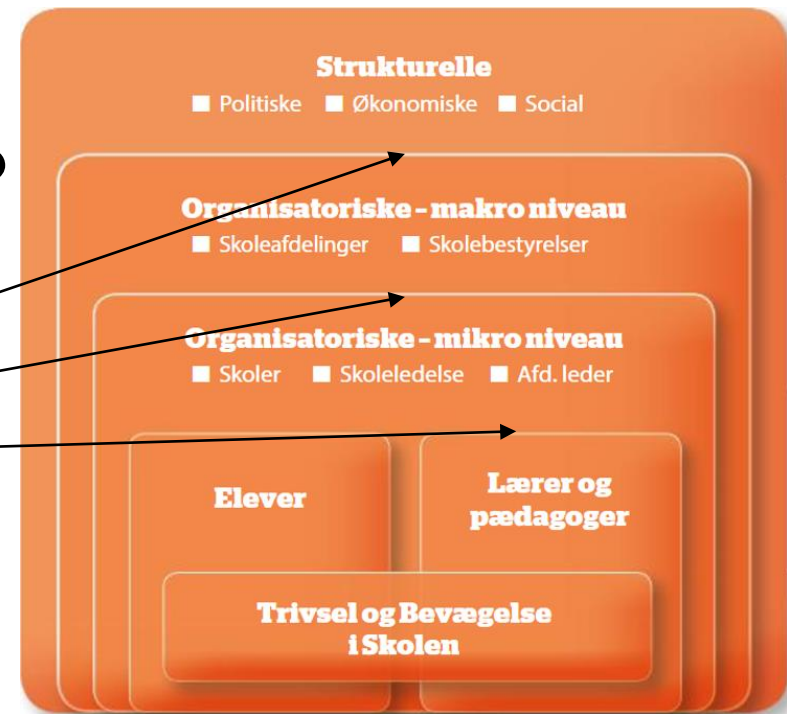 Strukturelle
Politiske Økonomiske Social
Organisatoriske - makro niveau
Skoleafdelinger Skolebestyrelser
Organisatoriske - mikro niveau
Skoler Skoleledelse Afd. leder
Elever
Lærer og
pædagoger
Trivsel og Bevægelse
i Skolen